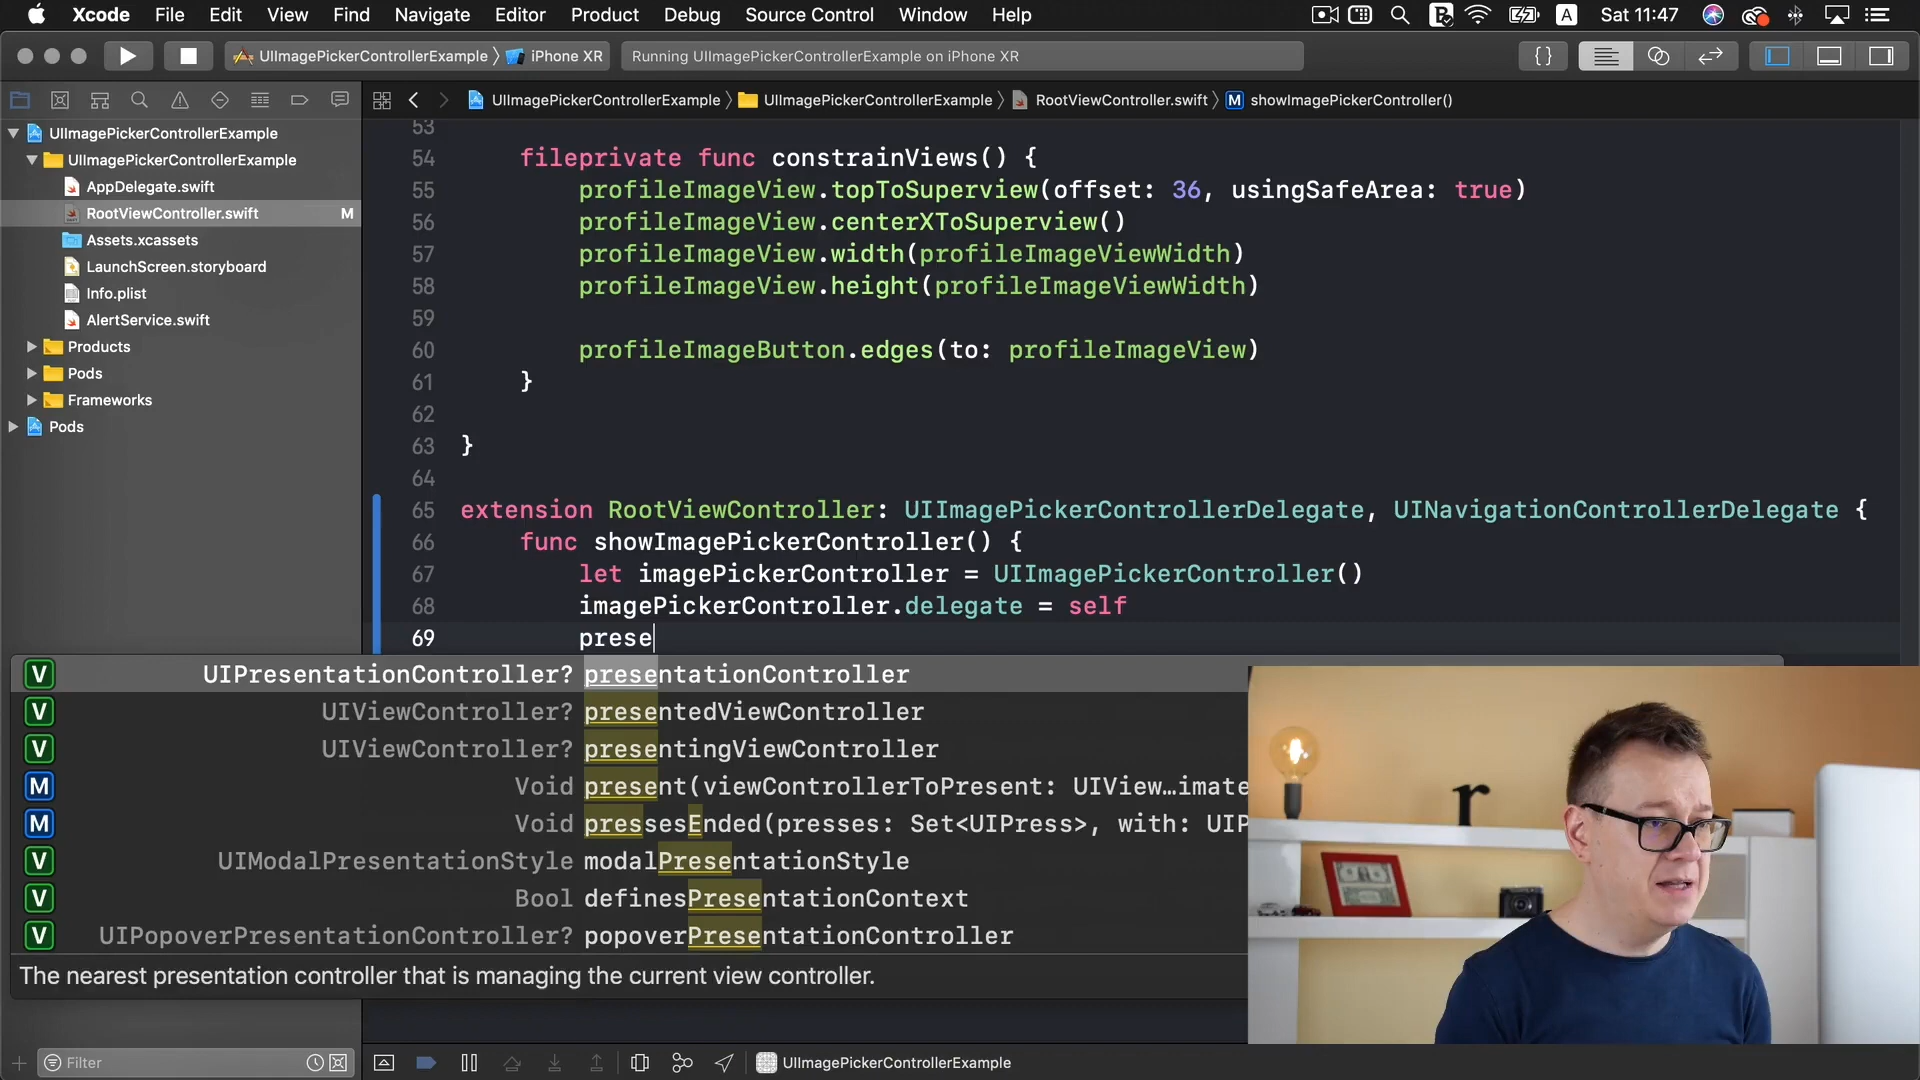 Xcode File Edit View Find Navigate Editor Product Debug Source Control Window Help A Sat 11:47
UIImagePickerControllerExample iPhone XR Running UIImagePickerControllerExample on iPhone XR {}
UIImagePickerControllerExample UIImagePickerControllerExample RootViewController.swift M showImagePickerController()
UIImagePickerControllerExample
UIImagePickerControllerExample
AppDelegate.swift
RootViewController.swift M
Assets.xcassets
LaunchScreen.storyboard
Info.plist
AlertService.swift
Products
Pods
Frameworks
Pods
53
54 fileprivate func constrainViews() {
55 profileImageView.topToSuperview(offset: 36, usingSafeArea: true)
56 profileImageView.centerXToSuperview()
57 profileImageView.width(profileImageViewWidth)
58 profileImageView.height(profileImageViewWidth)
59
60 profileImageButton.edges(to: profileImageView)
61 }
62
63 }
64
65 extension RootViewController: UIImagePickerControllerDelegate, UINavigationControllerDelegate {
66 func showImagePickerController() {
67 let imagePickerController = UIImagePickerController()
68 imagePickerController.delegate = self
69 prese
V UIPresentationController? presentationController
V UIViewController? presentedViewController
V UIViewController? presentingViewController
M Void present(viewControllerToPresent: UIView…imate
M Void pressesEnded(presses: Set<UIPress>, with: UIP
V UIModalPresentationStyle modalPresentationStyle
V Bool definesPresentationContext
V UIPopoverPresentationController? popoverPresentationController
The nearest presentation controller that is managing the current view controller.
Filter
UIImagePickerControllerExample